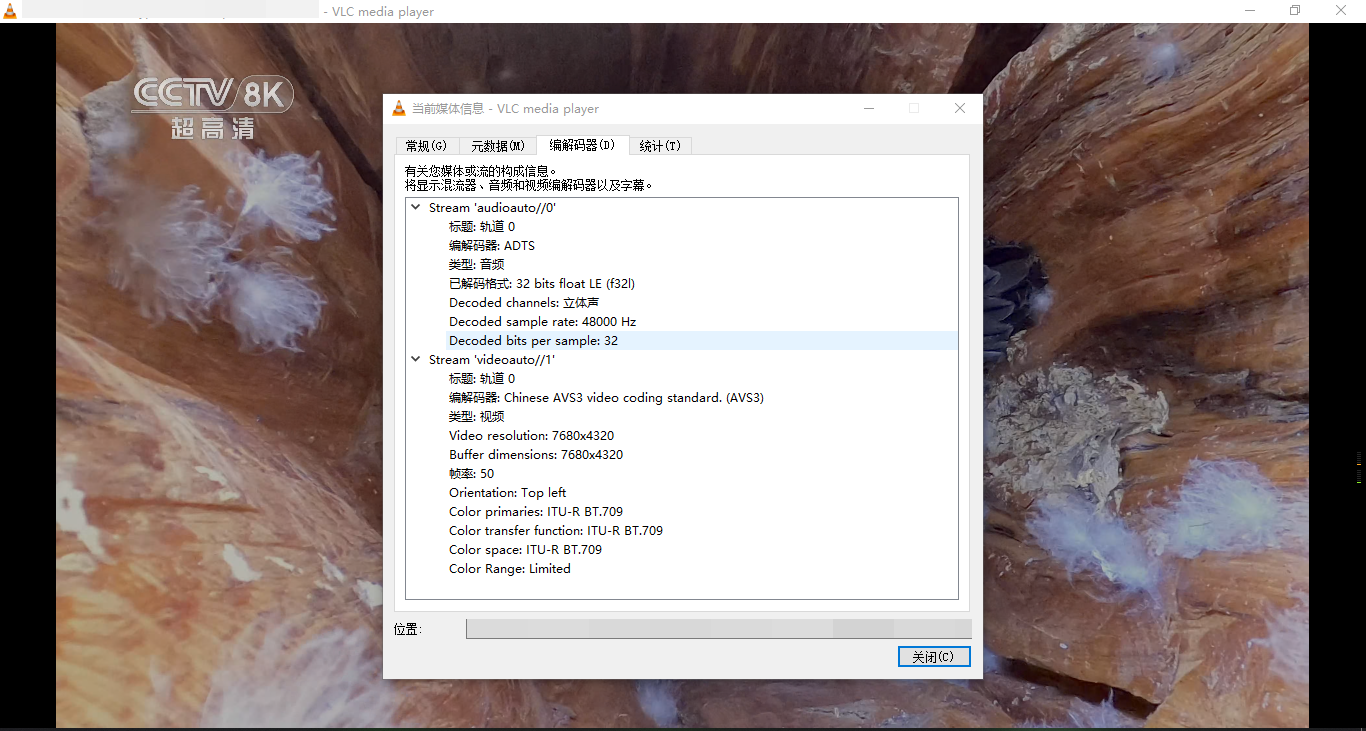 - VLC media player
CCTV 8K
超高清
当前媒体信息 - VLC media player
常规(G) 元数据(M) 编解码器(D) 统计(T)
有关您媒体或流的构成信息。
将显示混流器、音频和视频编解码器以及字幕。
Stream 'audioauto//0'
标题: 轨道 0
编解码器: ADTS
类型: 音频
已解码格式: 32 bits float LE (f32l)
Decoded channels: 立体声
Decoded sample rate: 48000 Hz
Decoded bits per sample: 32
Stream 'videoauto//1'
标题: 轨道 0
编解码器: Chinese AVS3 video coding standard. (AVS3)
类型: 视频
Video resolution: 7680x4320
Buffer dimensions: 7680x4320
帧率: 50
Orientation: Top left
Color primaries: ITU-R BT.709
Color transfer function: ITU-R BT.709
Color space: ITU-R BT.709
Color Range: Limited
位置:
关闭(C)